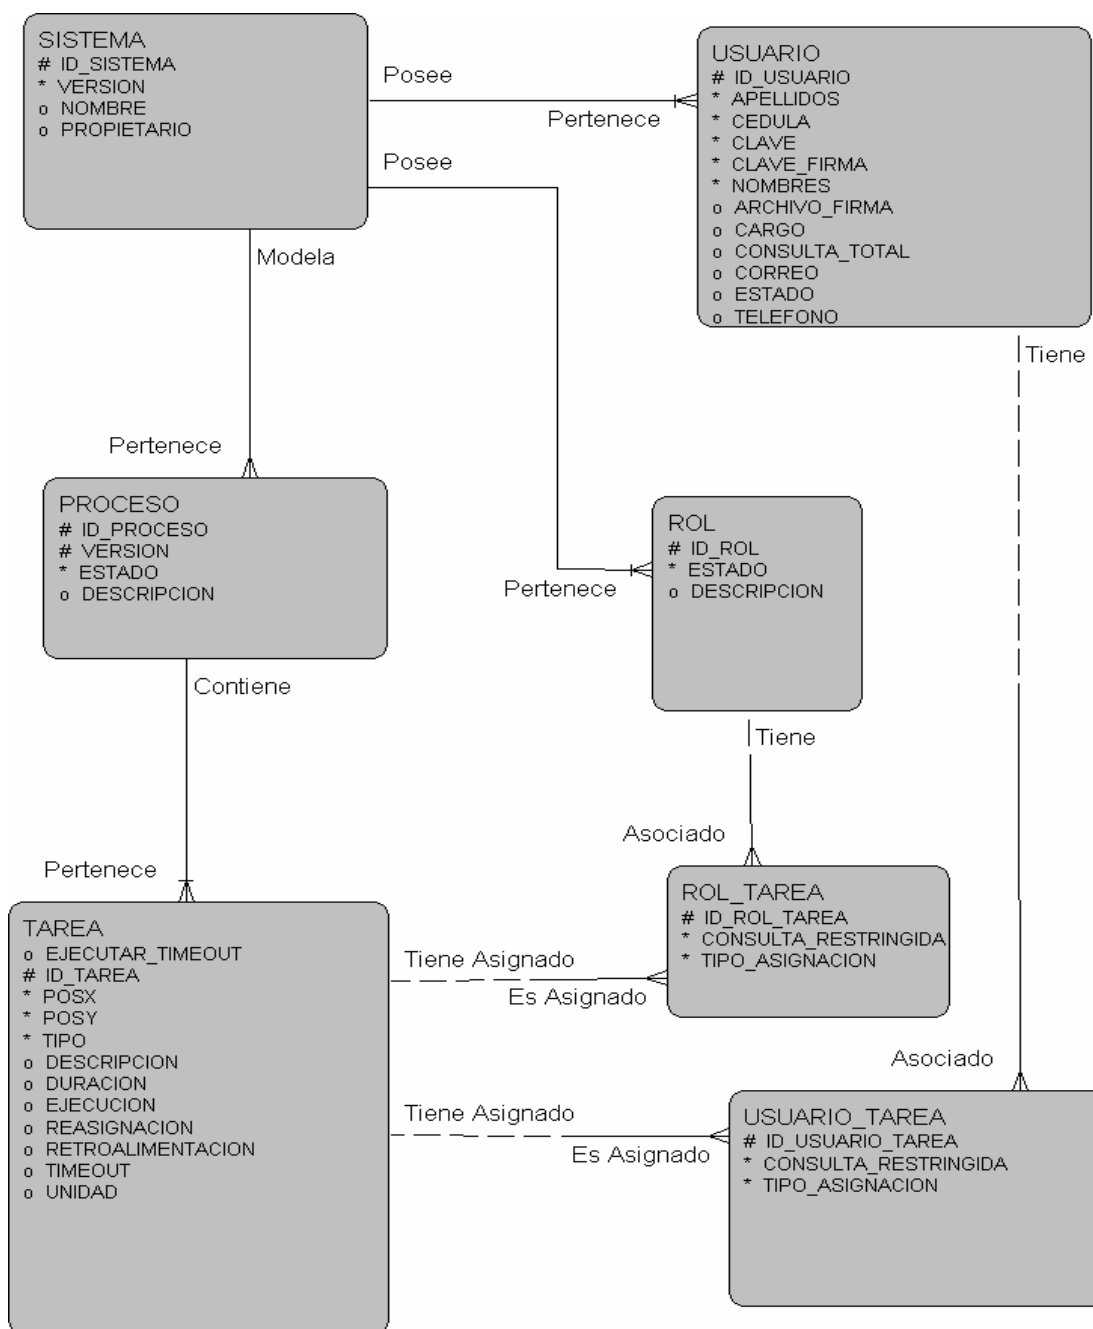 SISTEMA
# ID_SISTEMA
* VERSION
o NOMBRE
o PROPIETARIO
Posee
Pertenece
Posee
USUARIO
# ID_USUARIO
* APELLIDOS
* CEDULA
* CLAVE
* CLAVE_FIRMA
* NOMBRES
o ARCHIVO_FIRMA
o CARGO
o CONSULTA_TOTAL
o CORREO
o ESTADO
o TELEFONO
Modela
Tiene
Pertenece
PROCESO
# ID_PROCESO
# VERSION
* ESTADO
o DESCRIPCION
Pertenece
ROL
# ID_ROL
* ESTADO
o DESCRIPCION
Contiene
Tiene
Asociado
Pertenece
ROL_TAREA
# ID_ROL_TAREA
* CONSULTA_RESTRINGIDA
* TIPO_ASIGNACION
TAREA
o EJECUTAR_TIMEOUT
# ID_TAREA
* POSX
* POSY
* TIPO
o DESCRIPCION
o DURACION
o EJECUCION
o REASIGNACION
o RETROALIMENTACION
o TIMEOUT
o UNIDAD
Tiene Asignado
Es Asignado
Asociado
Tiene Asignado
Es Asignado
USUARIO_TAREA
# ID_USUARIO_TAREA
* CONSULTA_RESTRINGIDA
* TIPO_ASIGNACION